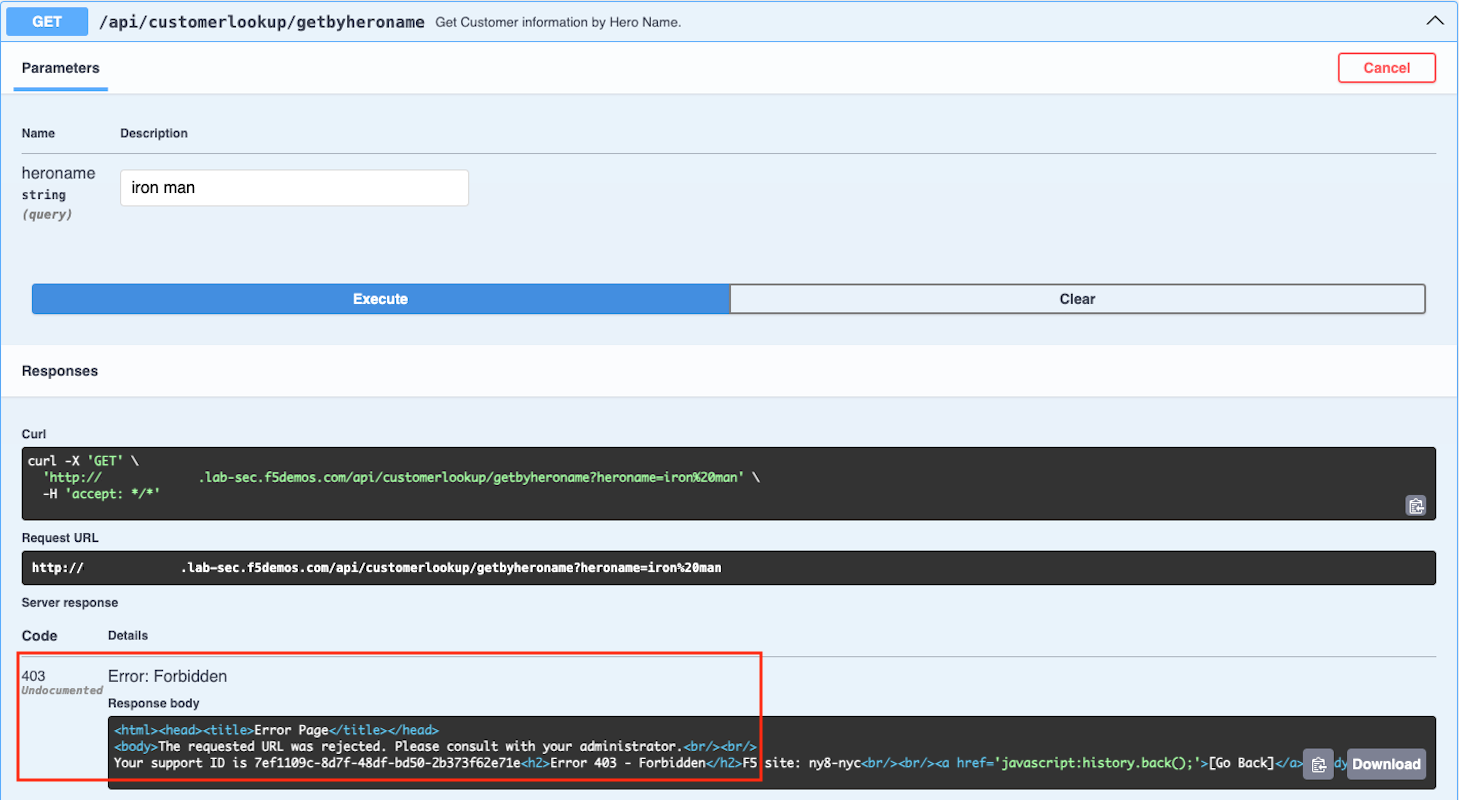 GET /api/customerlookup/getbyheroname Get Customer information by Hero Name.
Parameters
Cancel
Name Description
heroname
string
(query)
iron man
Execute
Clear
Responses
Curl
curl -X 'GET' \
'http:// .lab-sec.f5demos.com/api/customerlookup/getbyheroname?heroname=iron%20man' \
-H 'accept: */*'
Request URL
http:// .lab-sec.f5demos.com/api/customerlookup/getbyheroname?heroname=iron%20man
Server response
Code Details
403
Undocumented
Error: Forbidden
Response body
<html><head><title>Error Page</title></head>
<body>The requested URL was rejected. Please consult with your administrator.<br/><br/>
Your support ID is 7ef1109c-8d7f-48df-bd50-2b373f62e71e<h2>Error 403 - Forbidden</h2>F5 site: ny8-nyc<br/><br/><a href='javascript:history.back();'>[Go Back]</a> dy
Download